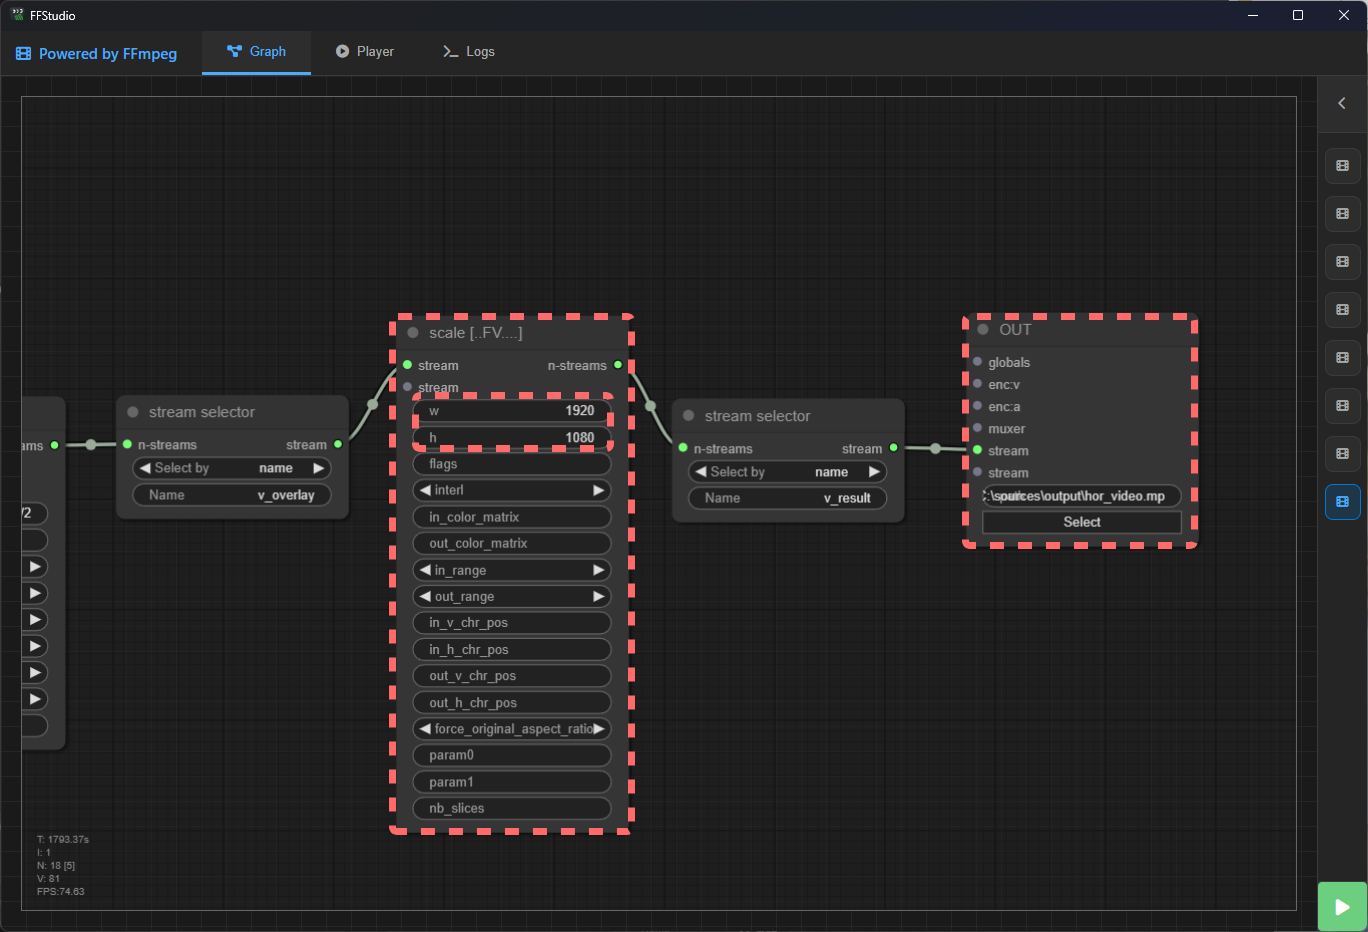 FFStudio
Powered by FFmpeg
Graph
Player
Logs
ams
/2
stream selector
n-streams stream
Select by name
Name v_overlay
scale [..FV....]
stream n-streams
stream
w 1920
h 1080
flags
interl
in_color_matrix
out_color_matrix
in_range
out_range
in_v_chr_pos
in_h_chr_pos
out_v_chr_pos
out_h_chr_pos
force_original_aspect_ratio
param0
param1
nb_slices
stream selector
n-streams stream
Select by name
Name v_result
OUT
globals
enc:v
enc:a
muxer
stream
stream
\sources\output\hor_video.mp
Select
T: 1793.37s
I: 1
N: 18 [5]
V: 81
FPS:74.63